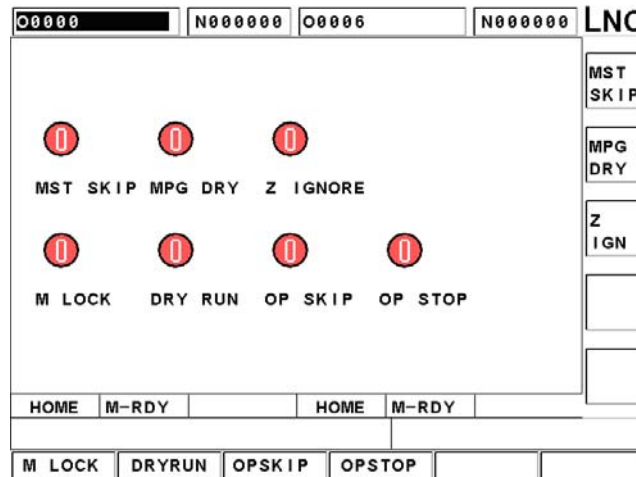 O0000 N000000 O0006 N000000 LNC
MST SKIP
MPG DRY
Z IGN
0 0 0
MST SKIP MPG DRY Z IGNORE
0 0 0 0
M LOCK DRY RUN OP SKIP OP STOP
HOME M-RDY HOME M-RDY
M LOCK DRYRUN OPSKIP OPSTOP